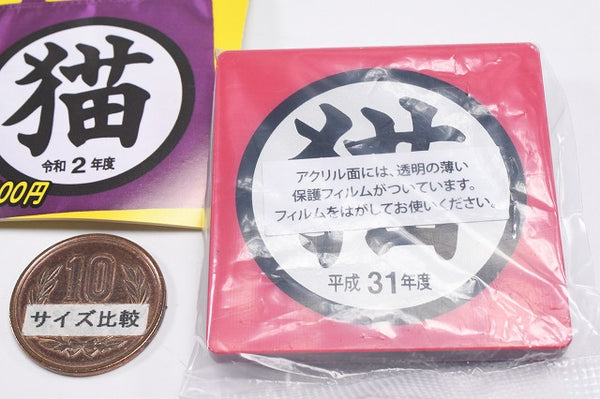 猫
令和2年度
00円
10
サイズ比較
猫
アクリル面には、透明の薄い
保護フィルムがついています。
フィルムをはがしてお使いください。
平成31年度